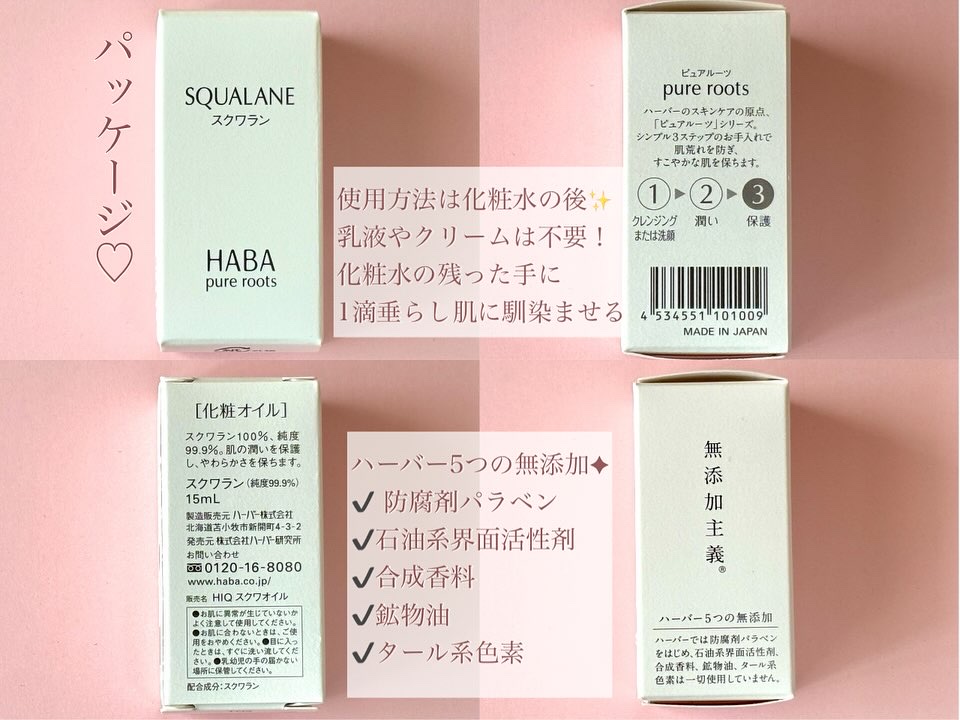 パッケージ♡
SQUALANE
スクワラン
HABA
pure roots
使用方法は化粧水の後✨
乳液やクリームは不要！
化粧水の残った手に
1滴垂らし肌に馴染ませる
ピュアルーツ
pure roots
ハーバーのスキンケアの原点、
「ピュアルーツ」シリーズ。
シンプル3ステップのお手入れで
肌荒れを防ぎ、
すこやかな肌を保ちます。
1 ▶ 2 ▶ 3
クレンジング または洗顔
潤い
保護
4 534551 101009
MADE IN JAPAN
［化粧オイル］
スクワラン100%、純度
99.9%。肌の潤いを保護
し、やわらかさを保ちます。
スクワラン（純度99.9%）
15mL
製造販売元 ハーバー株式会社
北海道苫小牧市新開町4-3-2
発売元 株式会社ハーバー研究所
お問い合わせ
0120-16-8080
www.haba.co.jp/
販売名 HIQ スクワオイル
●お肌に異常が生じていないか
よく注意して使用してください。
●お肌に合わないときは、ご使
用をおやめください。●目に入っ
たときは、すぐに洗い流してくだ
さい。●乳幼児の手の届かない
場所に保管してください。
配合成分：スクワラン
ハーバー5つの無添加✦
✔ 防腐剤パラベン
✔石油系界面活性剤
✔合成香料
✔鉱物油
✔タール系色素
無添加主義®
ハーバー5つの無添加
ハーバーでは防腐剤パラベン
をはじめ、石油系界面活性剤、
合成香料、鉱物油、タール系
色素は一切使用していません。